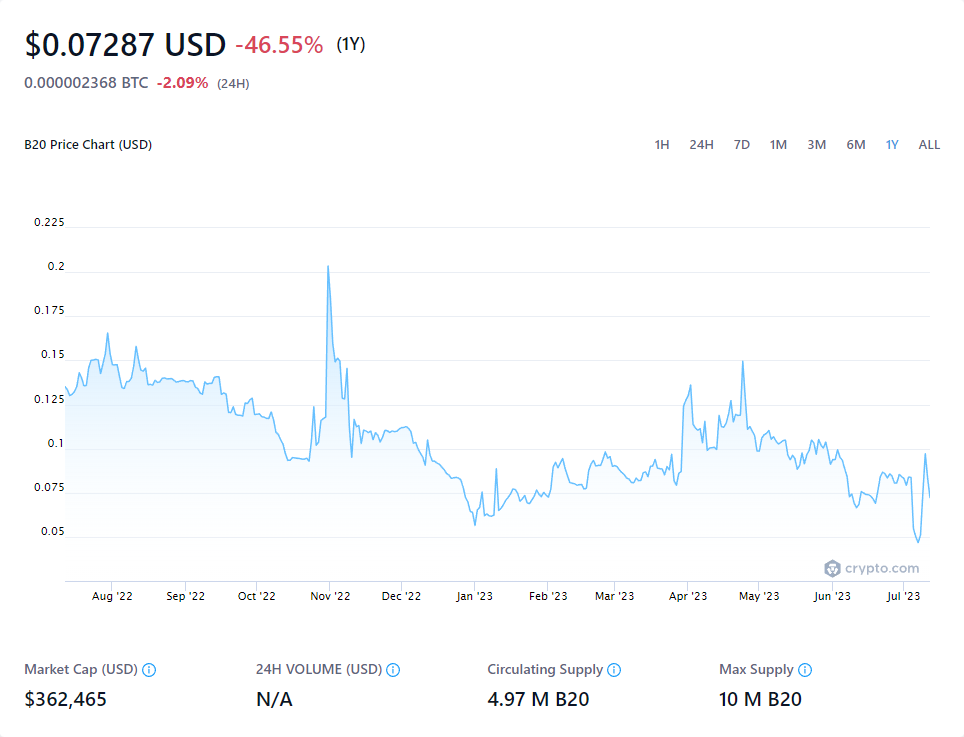 $0.07287 USD -46.55% (1Y)
0.000002368 BTC -2.09% (24H)
B20 Price Chart (USD) 1H 24H 7D 1M 3M 6M 1Y ALL
0.225
0.2
0.175
0.15
0.125
0.1
0.075
0.05
crypto.com
Aug '22 Sep '22 Oct '22 Nov '22 Dec '22 Jan '23 Feb '23 Mar '23 Apr '23 May '23 Jun '23 Jul '23
Market Cap (USD) 24H VOLUME (USD) Circulating Supply Max Supply
$362,465 N/A 4.97 M B20 10 M B20